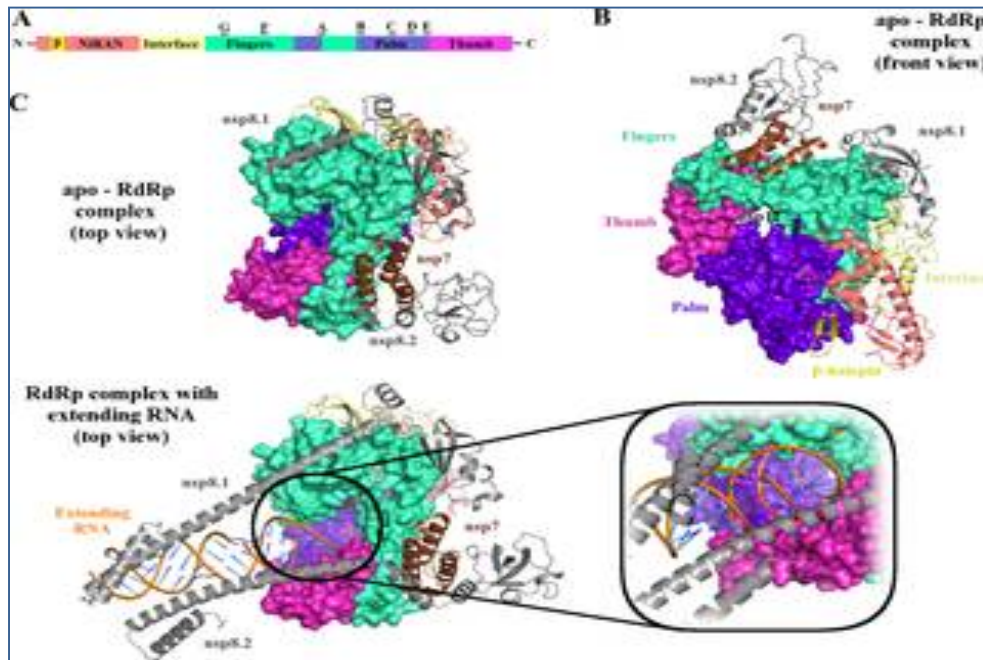 A
G F A B C D E
N β NiRAN Interface Fingers Palm Thumb C
B
apo - RdRp
complex
(front view)
nsp8.2
nsp7
nsp8.1
Fingers
Thumb
Palm
Interface
β-hairpin
C
nsp8.1
apo - RdRp
complex
(top view)
nsp7
nsp8.2
RdRp complex with
extending RNA
(top view)
nsp8.1
Extending
RNA
nsp7
nsp8.2